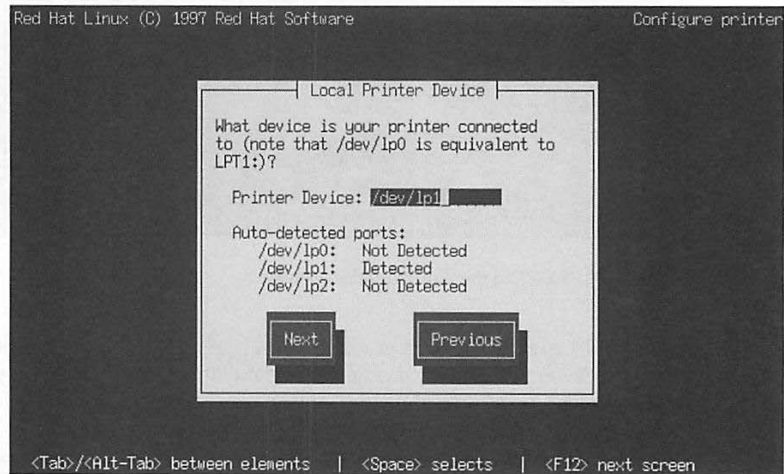 Red Hat Linux (C) 1997 Red Hat Software Configure printer
Local Printer Device
What device is your printer connected
to (note that /dev/lp0 is equivalent to
LPT1:)?
Printer Device: /dev/lp1_
Auto-detected ports:
/dev/lp0: Not Detected
/dev/lp1: Detected
/dev/lp2: Not Detected
Next Previous
<Tab>/<Alt-Tab> between elements | <Space> selects | <F12> next screen